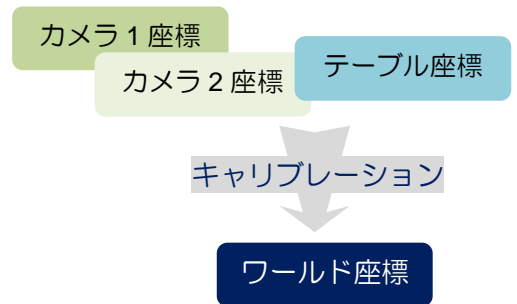 カメラ1座標
カメラ2座標
テーブル座標
キャリブレーション
ワールド座標